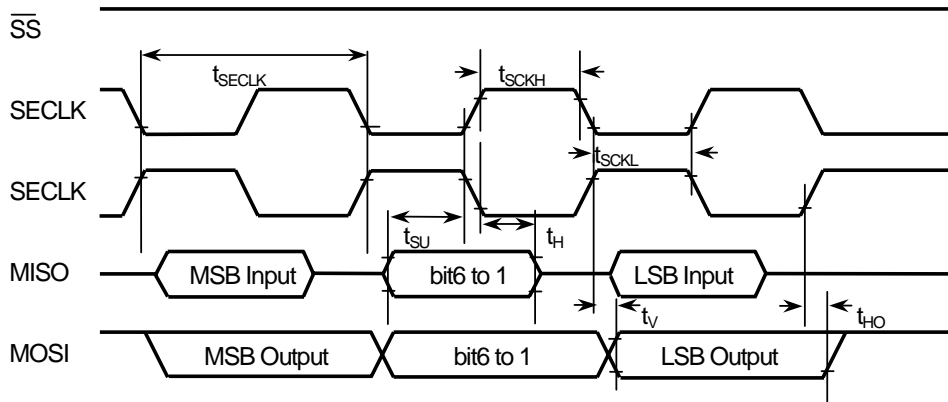 SS
tSECLK
tSCKH
SECLK
tSCKL
SECLK
tSU
tH
MISO
MSB Input
bit6 to 1
LSB Input
tV
tHO
MOSI
MSB Output
bit6 to 1
LSB Output